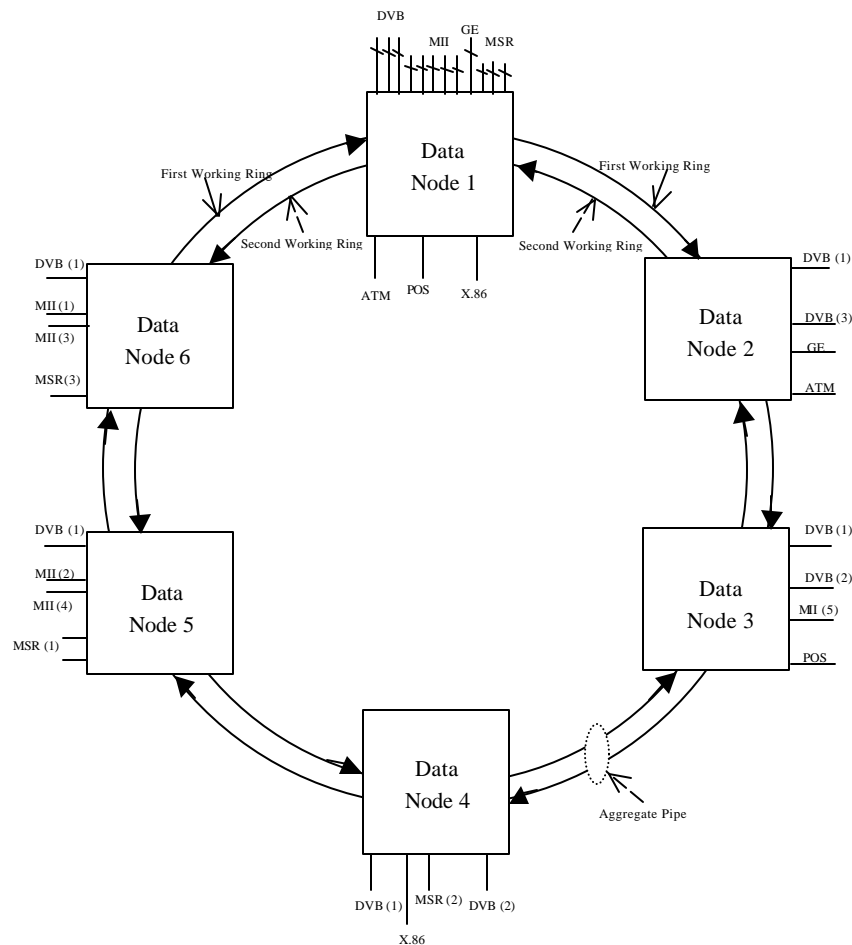 DVB
GE
MII
MSR
Data
Node 1
First Working Ring
First Working Ring
Second Working Ring
Second Working Ring
ATM
POS
X.86
DVB (1)
MII (1)
MII (3)
MSR(3)
Data
Node 6
Data
Node 2
DVB (1)
DVB (3)
GE
ATM
DVB (1)
MII (2)
MII (4)
MSR (1)
Data
Node 5
Data
Node 3
DVB (1)
DVB (2)
MII (5)
POS
Data
Node 4
Aggregate Pipe
DVB (1)
MSR (2)
DVB (2)
X.86